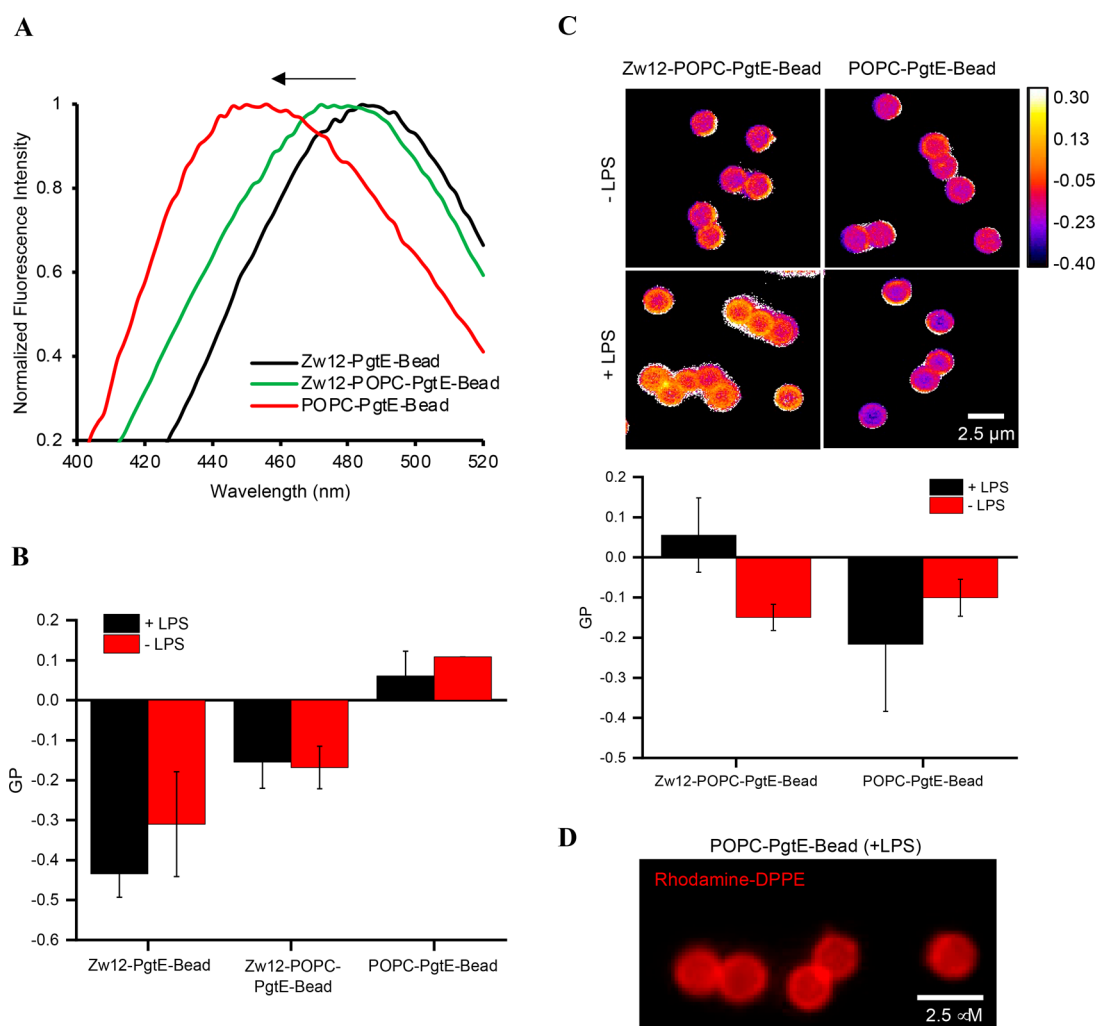 A
Normalized Fluorescence Intensity
1
0.8
0.6
0.4
0.2
400 420 440 460 480 500 520
Wavelength (nm)
Zw12-PgtE-Bead
Zw12-POPC-PgtE-Bead
POPC-PgtE-Bead
B
GP
0.2
0.1
0.0
-0.1
-0.2
-0.3
-0.4
-0.5
-0.6
+ LPS
- LPS
Zw12-PgtE-Bead
Zw12-POPC-
PgtE-Bead
POPC-PgtE-Bead
C
Zw12-POPC-PgtE-Bead POPC-PgtE-Bead
- LPS
+ LPS
0.30
0.13
-0.05
-0.23
-0.40
2.5 µm
GP
0.2
0.1
0.0
-0.1
-0.2
-0.3
-0.4
-0.5
+ LPS
- LPS
Zw12-POPC-PgtE-Bead POPC-PgtE-Bead
D
POPC-PgtE-Bead (+LPS)
Rhodamine-DPPE
2.5 ∝M